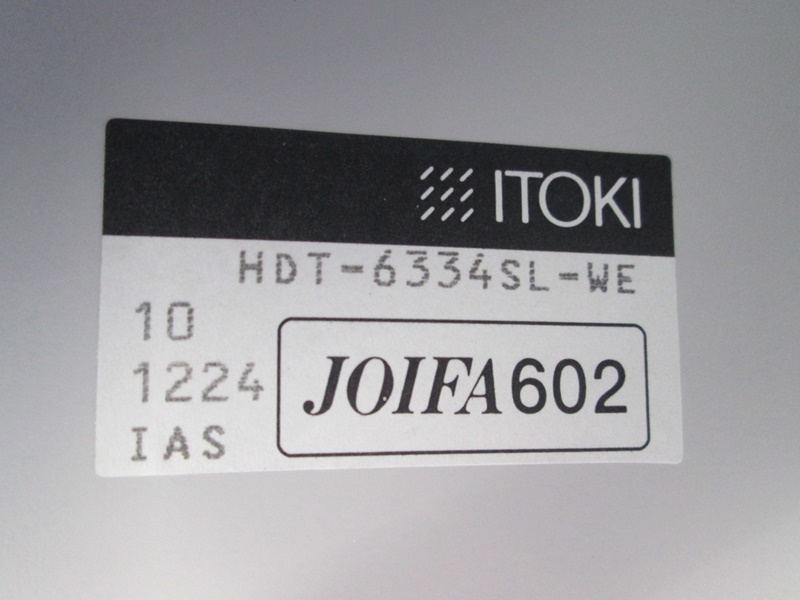 ITOKI
HDT-6334SL-WE
10
1224
IAS
JOIFA602